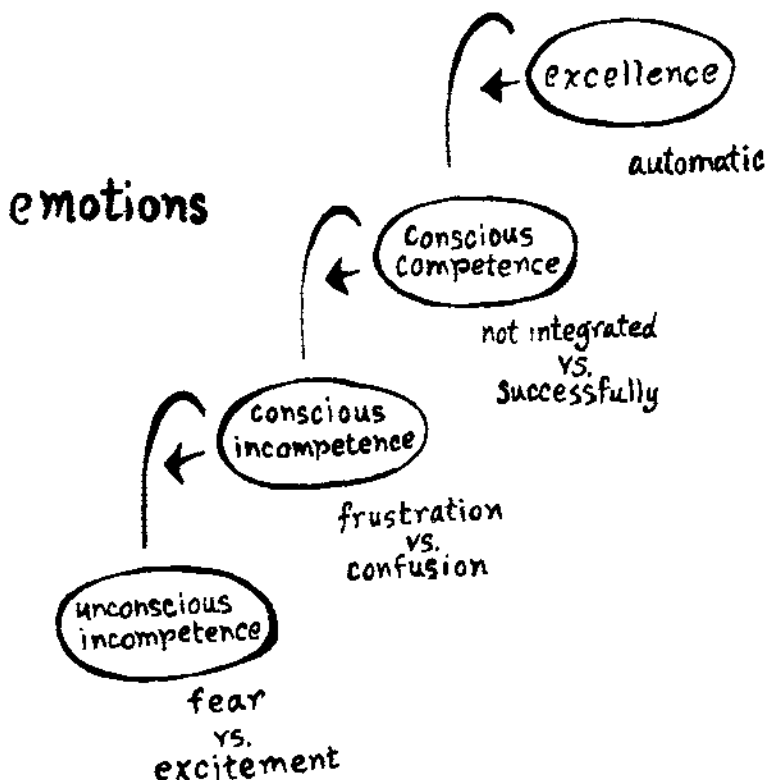 excellence
automatic
emotions
conscious
competence
not integrated
vs.
successfully
conscious
incompetence
frustration
vs.
confusion
unconscious
incompetence
fear
vs.
excitement